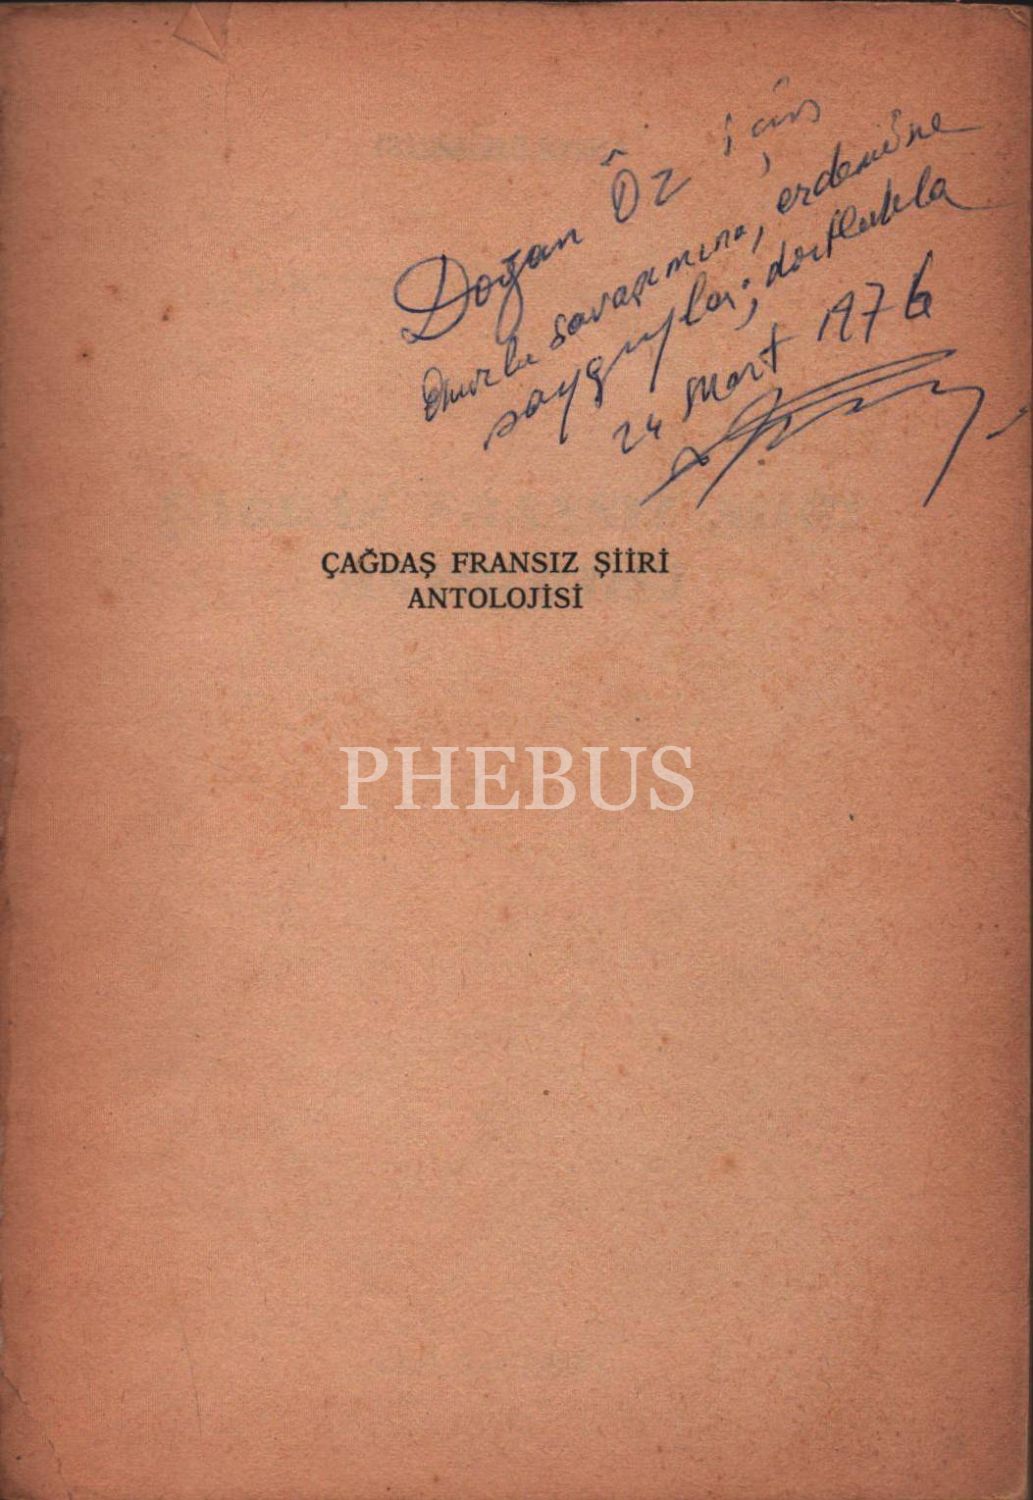 Doğan Öz için
onurlu savaşımına, erdemine
saygıyla; dostlukla
24 Mart 1976
ÇAĞDAŞ FRANSIZ ŞİİRİ
ANTOLOJİSİ
PHEBUS